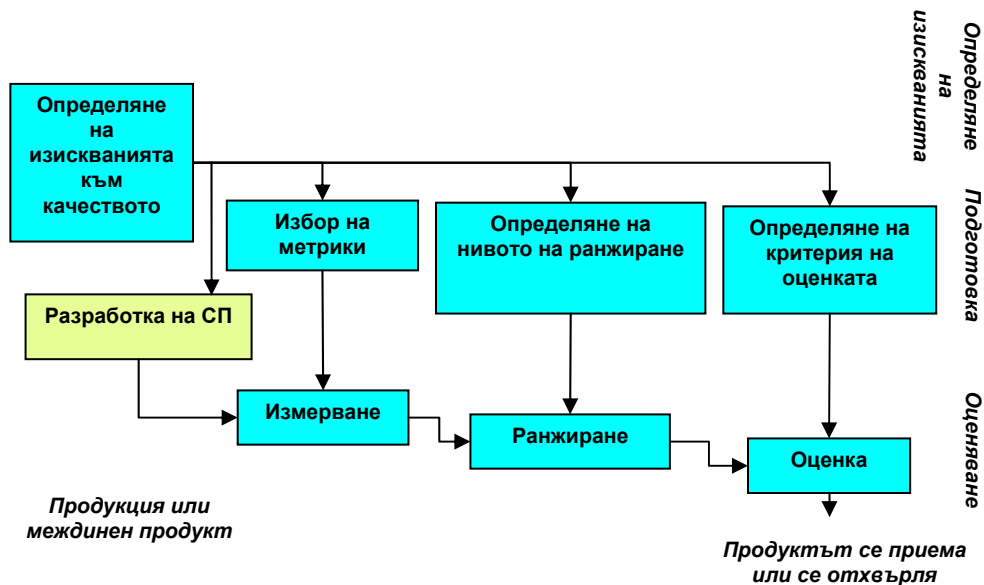 Определяне
на
изискванията
към
качеството
Определяне
на
изискванията
Избор на
метрики
Определяне на
нивото на ранжиране
Определяне на
критерия на
оценката
Подготовка
Разработка на СП
Измерване
Ранжиране
Оценка
Оценяване
Продукция или
междинен продукт
Продуктът се приема
или се отхвърля